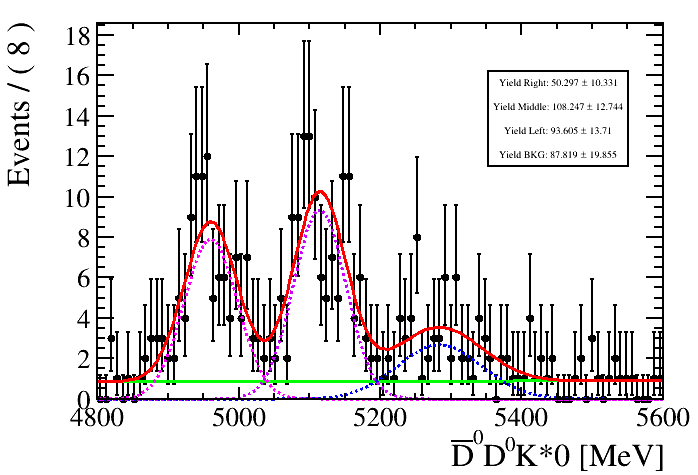 Events / ( 8 )
18
16
14
12
10
8
6
4
2
0
Yield Right: 50.297 ± 10.331
Yield Middle: 108.247 ± 12.744
Yield Left: 93.605 ± 13.71
Yield BKG: 87.819 ± 19.855
4800 5000 5200 5400 5600
D̅⁰D⁰K*0 [MeV]